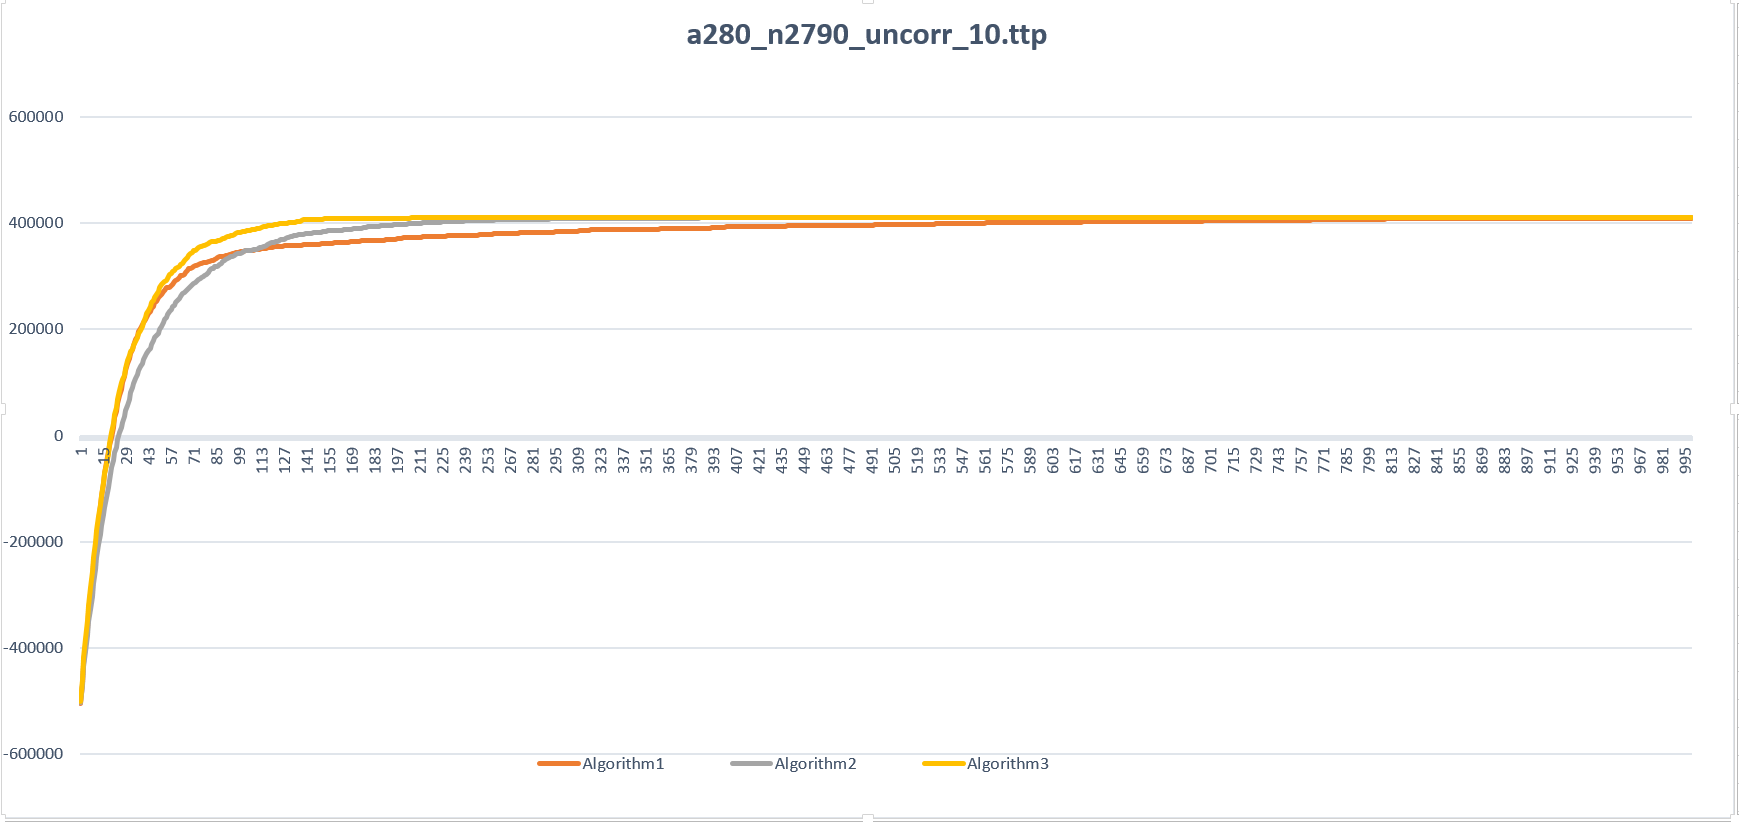 a280_n2790_uncorr_10.ttp
600000
400000
200000
0
1 15 29 43 57 71 85 99 113 127 141 155 169 183 197 211 225 239 253 267 281 295 309 323 337 351 365 379 393 407 421 435 449 463 477 491 505 519 533 547 561 575 589 603 617 631 645 659 673 687 701 715 729 743 757 771 785 799 813 827 841 855 869 883 897 911 925 939 953 967 981 995
-200000
-400000
-600000
Algorithm1 Algorithm2 Algorithm3